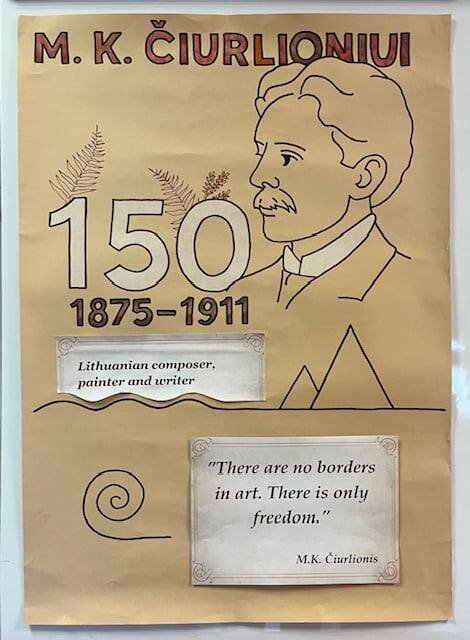 M. K. ČIURLIONIUI
150
1875–1911
Lithuanian composer,
painter and writer
"There are no borders
in art. There is only
freedom."
M.K. Čiurlionis